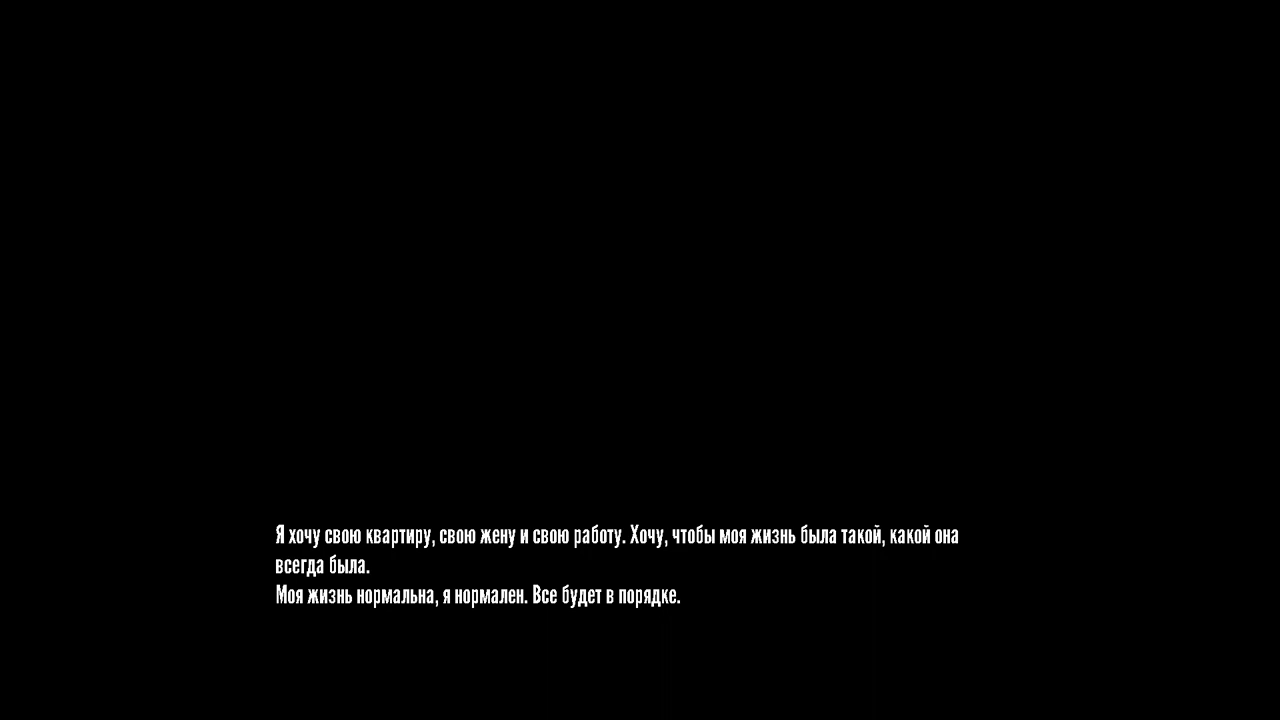 Я хочу свою квартиру, свою жену и свою работу. Хочу, чтобы моя жизнь была такой, какой она
всегда была.
Моя жизнь нормальна, я нормален. Все будет в порядке.